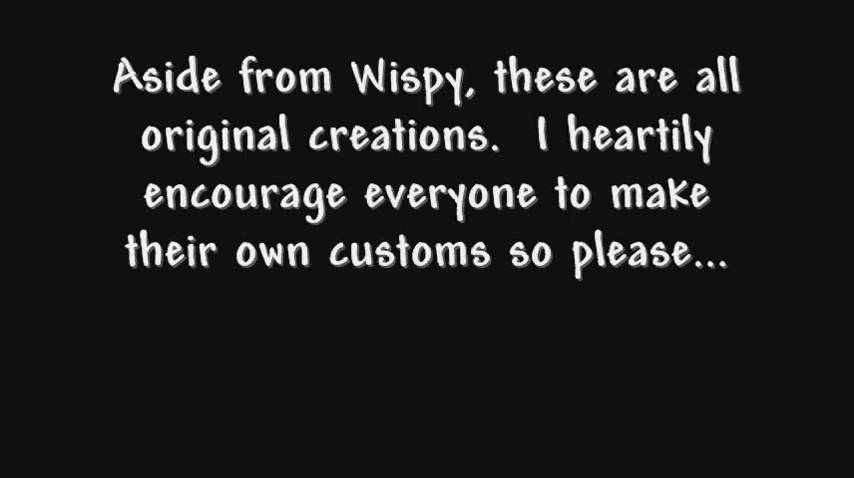 Aside from Wispy, these are all
original creations.  I heartily
encourage everyone to make
their own customs so please...